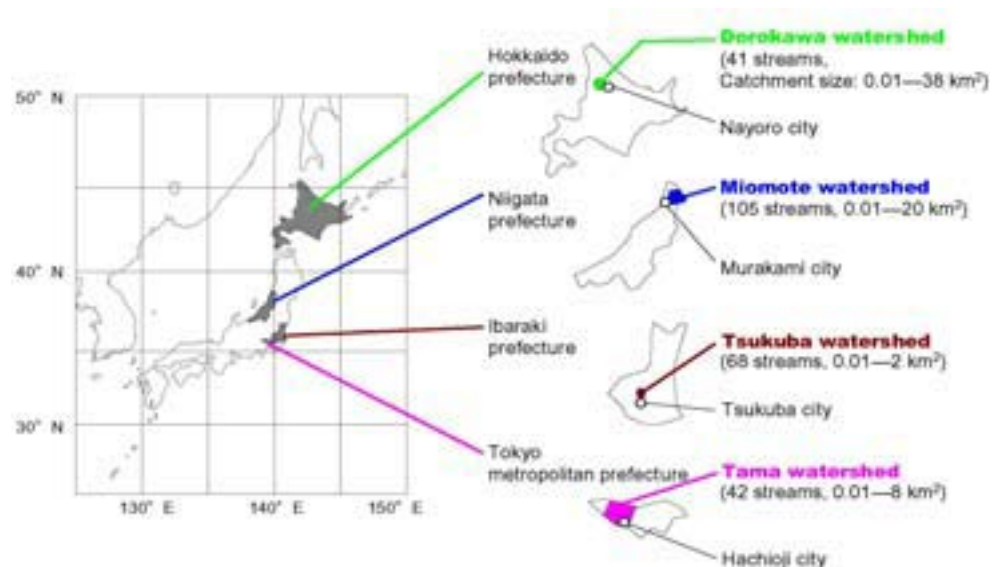 Hokkaido
prefecture
Dorokawa watershed
(41 streams,
Catchment size: 0.01—38 km²)
Nayoro city
50° N
Niigata
prefecture
Miomote watershed
(105 streams, 0.01—20 km²)
Murakami city
40° N
Ibaraki
prefecture
Tsukuba watershed
(68 streams, 0.01—2 km²)
Tsukuba city
30° N
Tokyo
metropolitan prefecture
Tama watershed
(42 streams, 0.01—8 km²)
Hachioji city
130° E
140° E
150° E